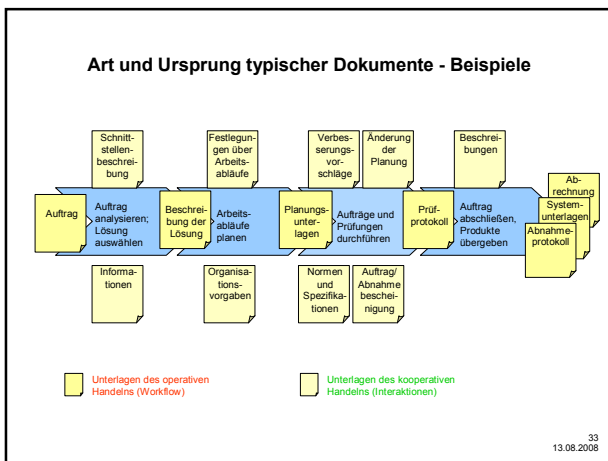 Art und Ursprung typischer Dokumente - Beispiele
Schnitt-
stellen-
beschrei-
bung
Festlegun-
gen über
Arbeits-
abläufe
Verbes-
serungs-
vor-
schläge
Änderung
der
Planung
Beschrei-
bungen
Auftrag
Auftrag
analysieren;
Lösung
auswählen
Beschrei-
bung der
Lösung
Arbeits-
abläufe
planen
Planungs-
unter-
lagen
Aufträge und
Prüfungen
durchführen
Prüf-
protokoll
Auftrag
abschließen,
Produkte
übergeben
Ab-
rechnung
System-
unterlagen
Abnahme-
protokoll
Informa-
tionen
Organisa-
tions-
vorgaben
Normen
und
Spezifika-
tionen
Auftrag/
Abnahme
beschei-
nigung
Unterlagen des operativen
Handelns (Workflow)
Unterlagen des kooperativen
Handelns (Interaktionen)
33
13.08.2008